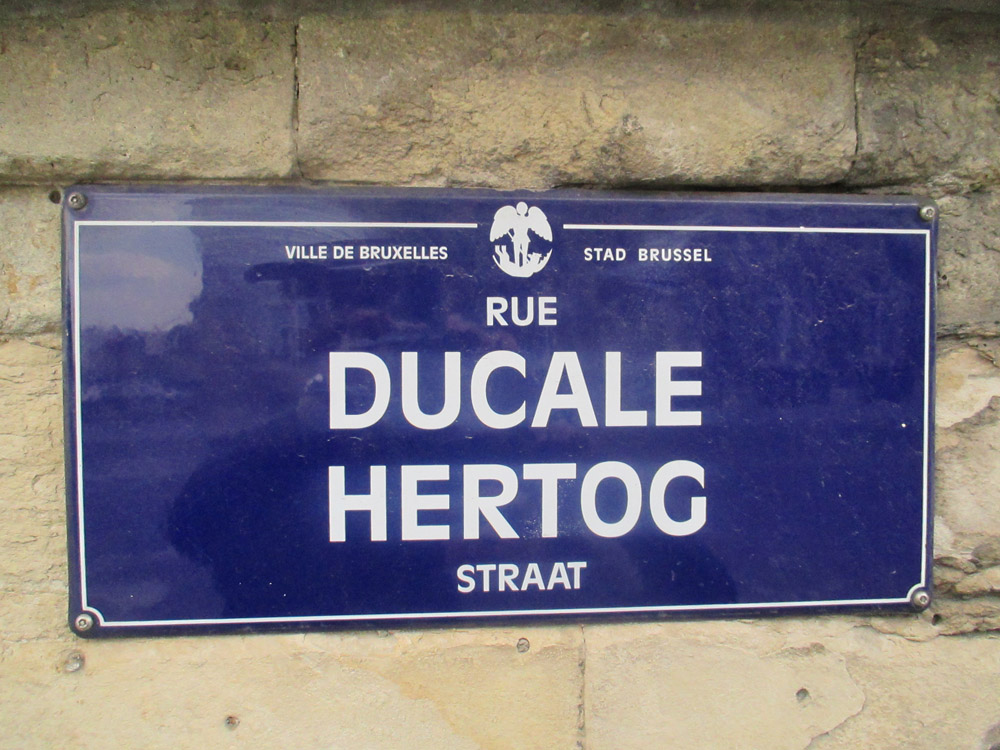 VILLE DE BRUXELLES STAD BRUSSEL
RUE
DUCALE
HERTOG
STRAAT